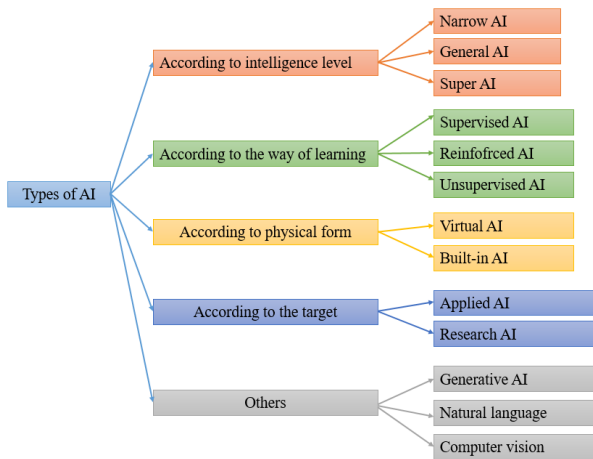 Types of AI
According to intelligence level
Narrow AI
General AI
Super AI
According to the way of learning
Supervised AI
Reinfofrced AI
Unsupervised AI
According to physical form
Virtual AI
Built-in AI
According to the target
Applied AI
Research AI
Others
Generative AI
Natural language
Computer vision